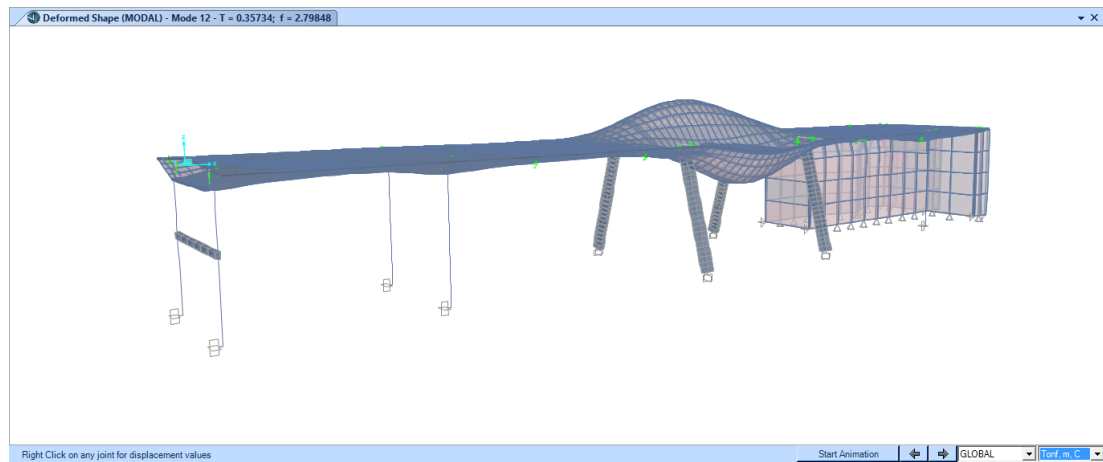 Deformed Shape (MODAL) - Mode 12 - T = 0.35734; f = 2.79848
Right Click on any joint for displacement values
Start Animation
GLOBAL
Tonf, m, C